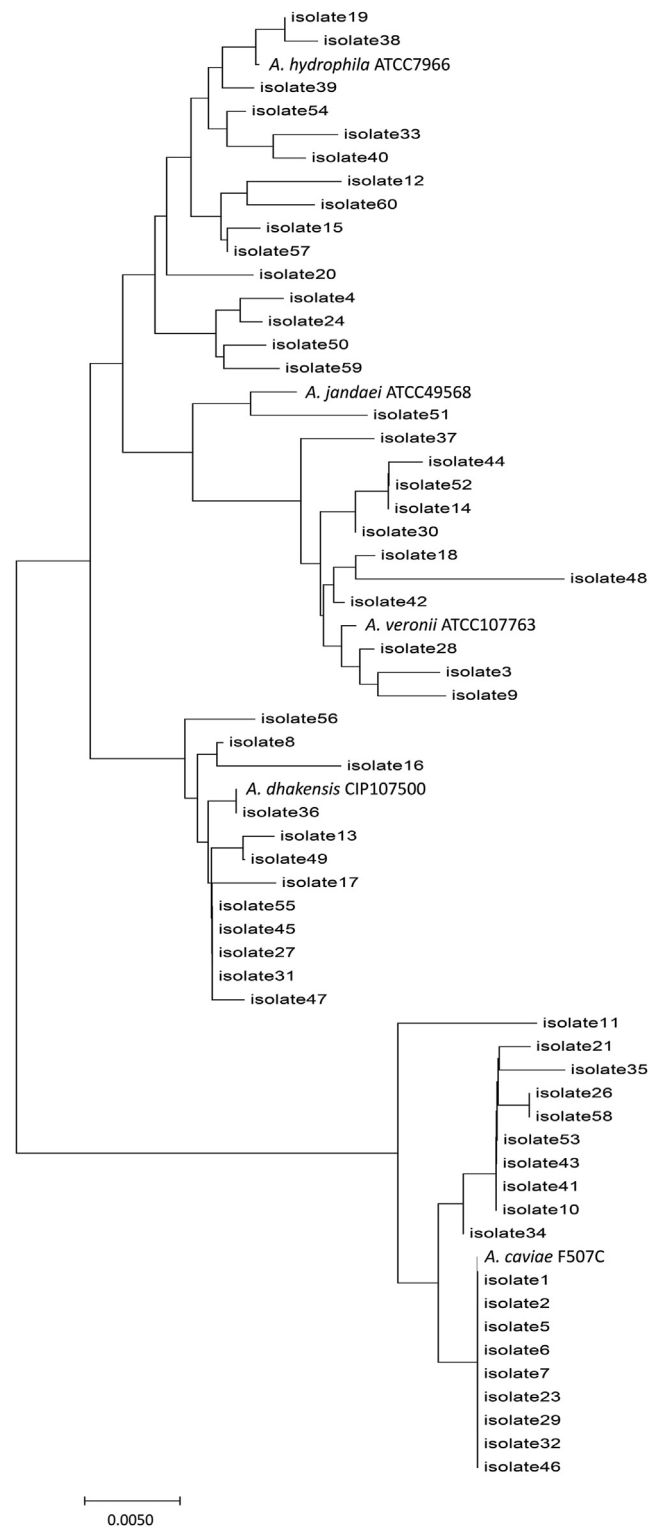 isolate19
isolate38
A. hydrophila ATCC7966
isolate39
isolate54
isolate33
isolate40
isolate12
isolate60
isolate15
isolate57
isolate20
isolate4
isolate24
isolate50
isolate59
A. jandaei ATCC49568
isolate51
isolate37
isolate44
isolate52
isolate14
isolate30
isolate18
isolate48
isolate42
A. veronii ATCC107763
isolate28
isolate3
isolate9
isolate56
isolate8
isolate16
A. dhakensis CIP107500
isolate36
isolate13
isolate49
isolate17
isolate55
isolate45
isolate27
isolate31
isolate47
isolate11
isolate21
isolate35
isolate26
isolate58
isolate53
isolate43
isolate41
isolate10
isolate34
A. caviae F507C
isolate1
isolate2
isolate5
isolate6
isolate7
isolate23
isolate29
isolate32
isolate46
0.0050